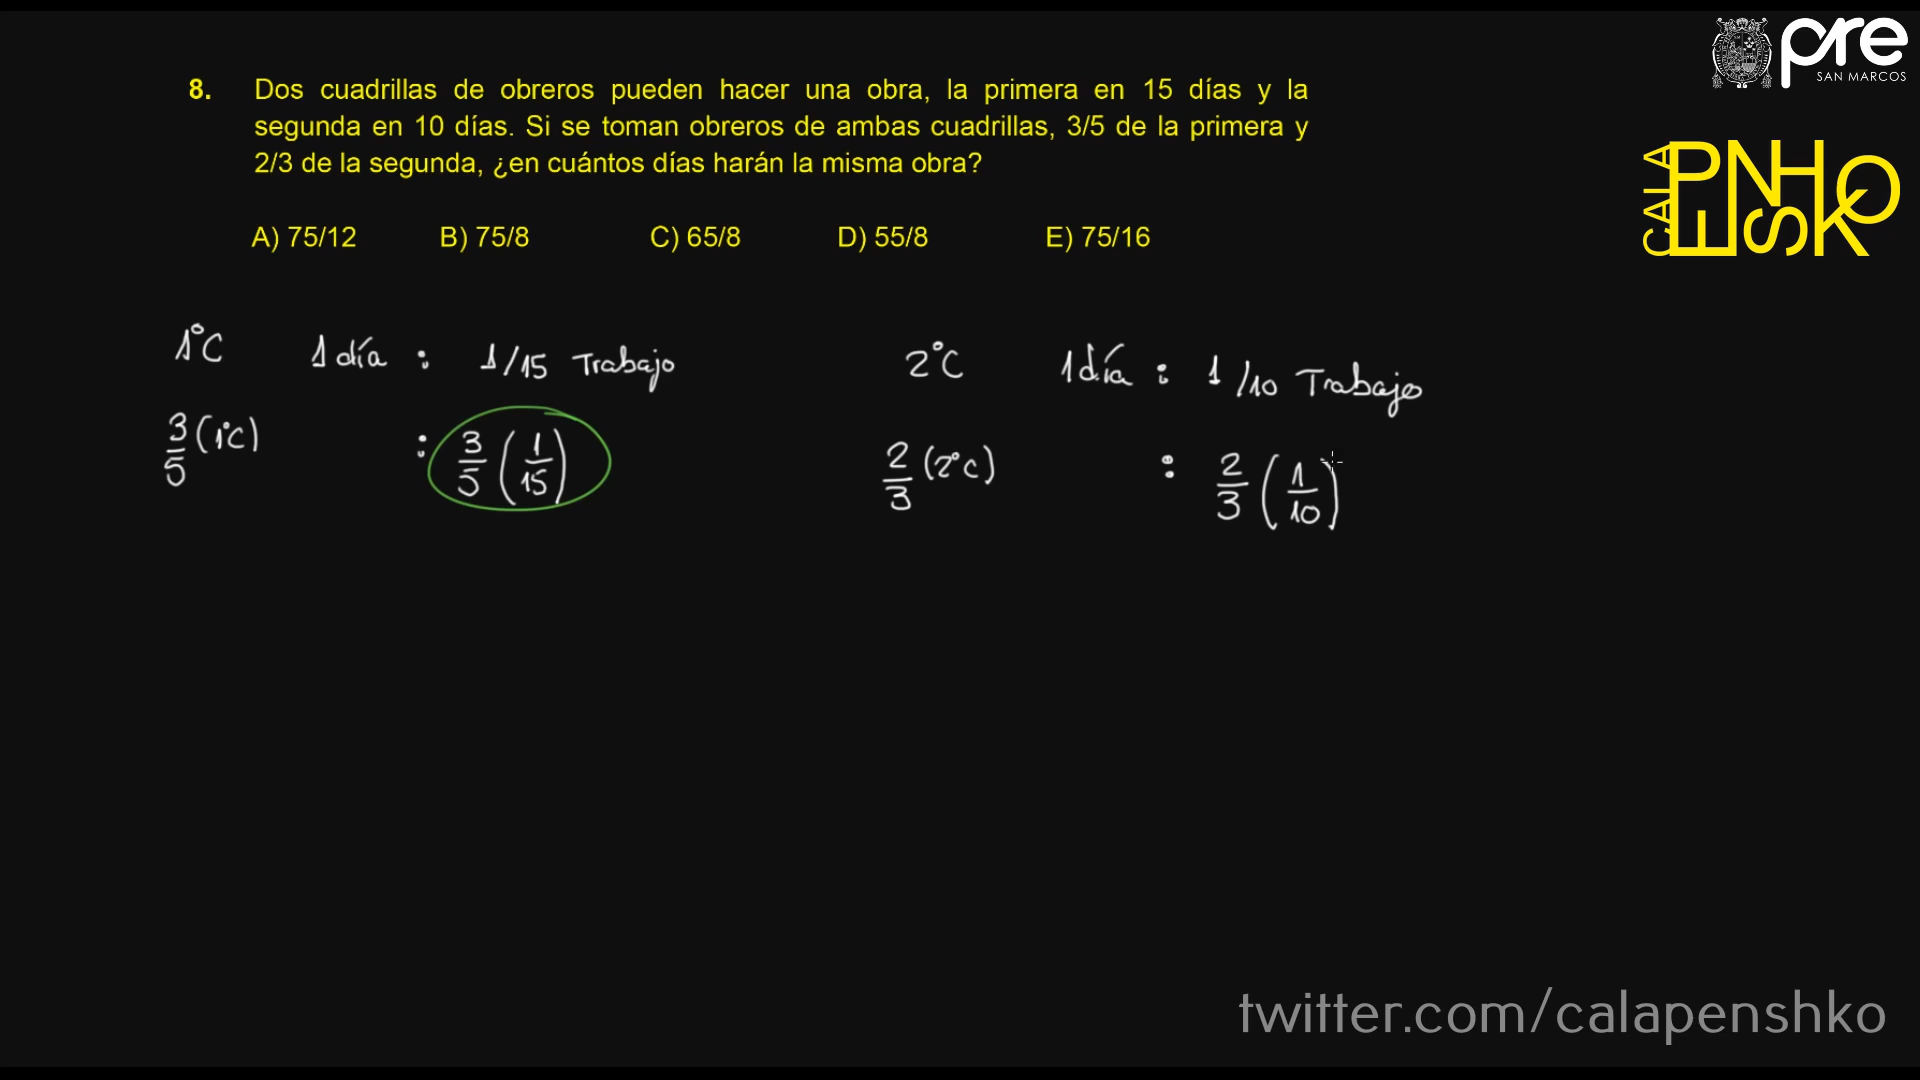 pre
SAN MARCOS
8. Dos cuadrillas de obreros pueden hacer una obra, la primera en 15 días y la
segunda en 10 días. Si se toman obreros de ambas cuadrillas, 3/5 de la primera y
2/3 de la segunda, ¿en cuántos días harán la misma obra?
CALA
PENSHKO
A) 75/12 B) 75/8 C) 65/8 D) 55/8 E) 75/16
1°C 1 día : 1/15 Trabajo
3/5 (1°C) : 3/5 (1/15)
2°C 1 día : 1/10 Trabajo
2/3 (2°C) : 2/3 (1/10)
twitter.com/calapenshko